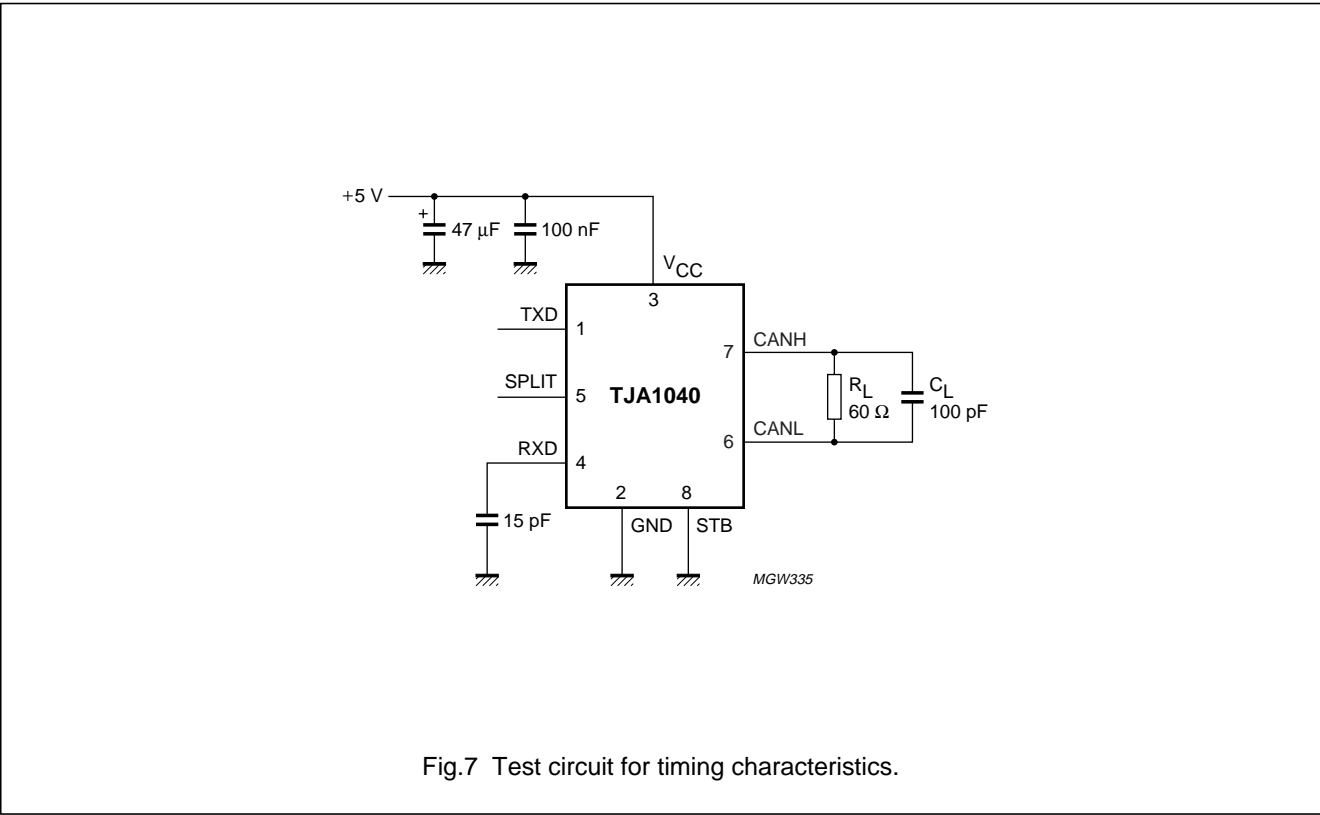 +5 V
+
47 μF
100 nF
VCC
3
TXD
1
SPLIT
5
TJA1040
RXD
4
7
CANH
RL
60 Ω
CL
100 pF
6
CANL
2
8
GND
STB
15 pF
MGW335
Fig.7 Test circuit for timing characteristics.